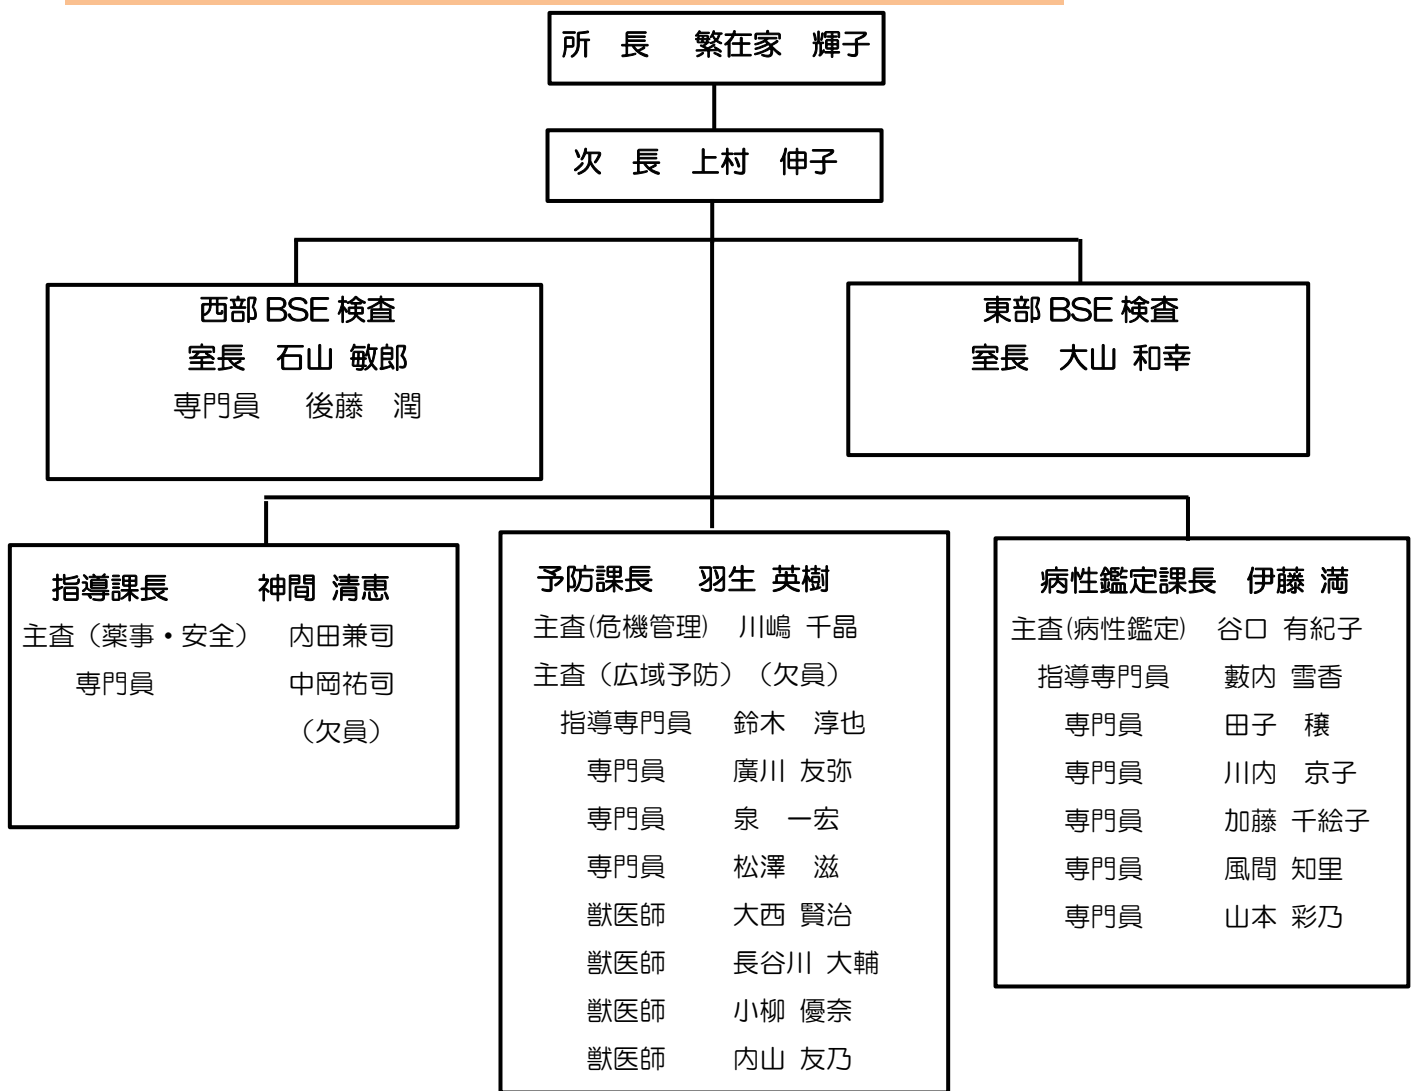 所　長　　繁在家　輝子
次　長　上村　伸子
西部 BSE 検査
室長　石山 敏郎
専門員　後藤　潤
東部 BSE 検査
室長　大山 和幸
指導課長　神間 清恵
主査（薬事・安全）　内田兼司
専門員　中岡祐司
（欠員）
予防課長　羽生 英樹
主査(危機管理)　川嶋 千晶
主査（広域予防）（欠員）
指導専門員　鈴木　淳也
専門員　廣川 友弥
専門員　泉　一宏
専門員　松澤　滋
獣医師　大西 賢治
獣医師　長谷川 大輔
獣医師　小柳 優奈
獣医師　内山 友乃
病性鑑定課長　伊藤 満
主査(病性鑑定)　谷口 有紀子
指導専門員　藪内 雪香
専門員　田子　穣
専門員　川内　京子
専門員　加藤 千絵子
専門員　風間 知里
専門員　山本 彩乃